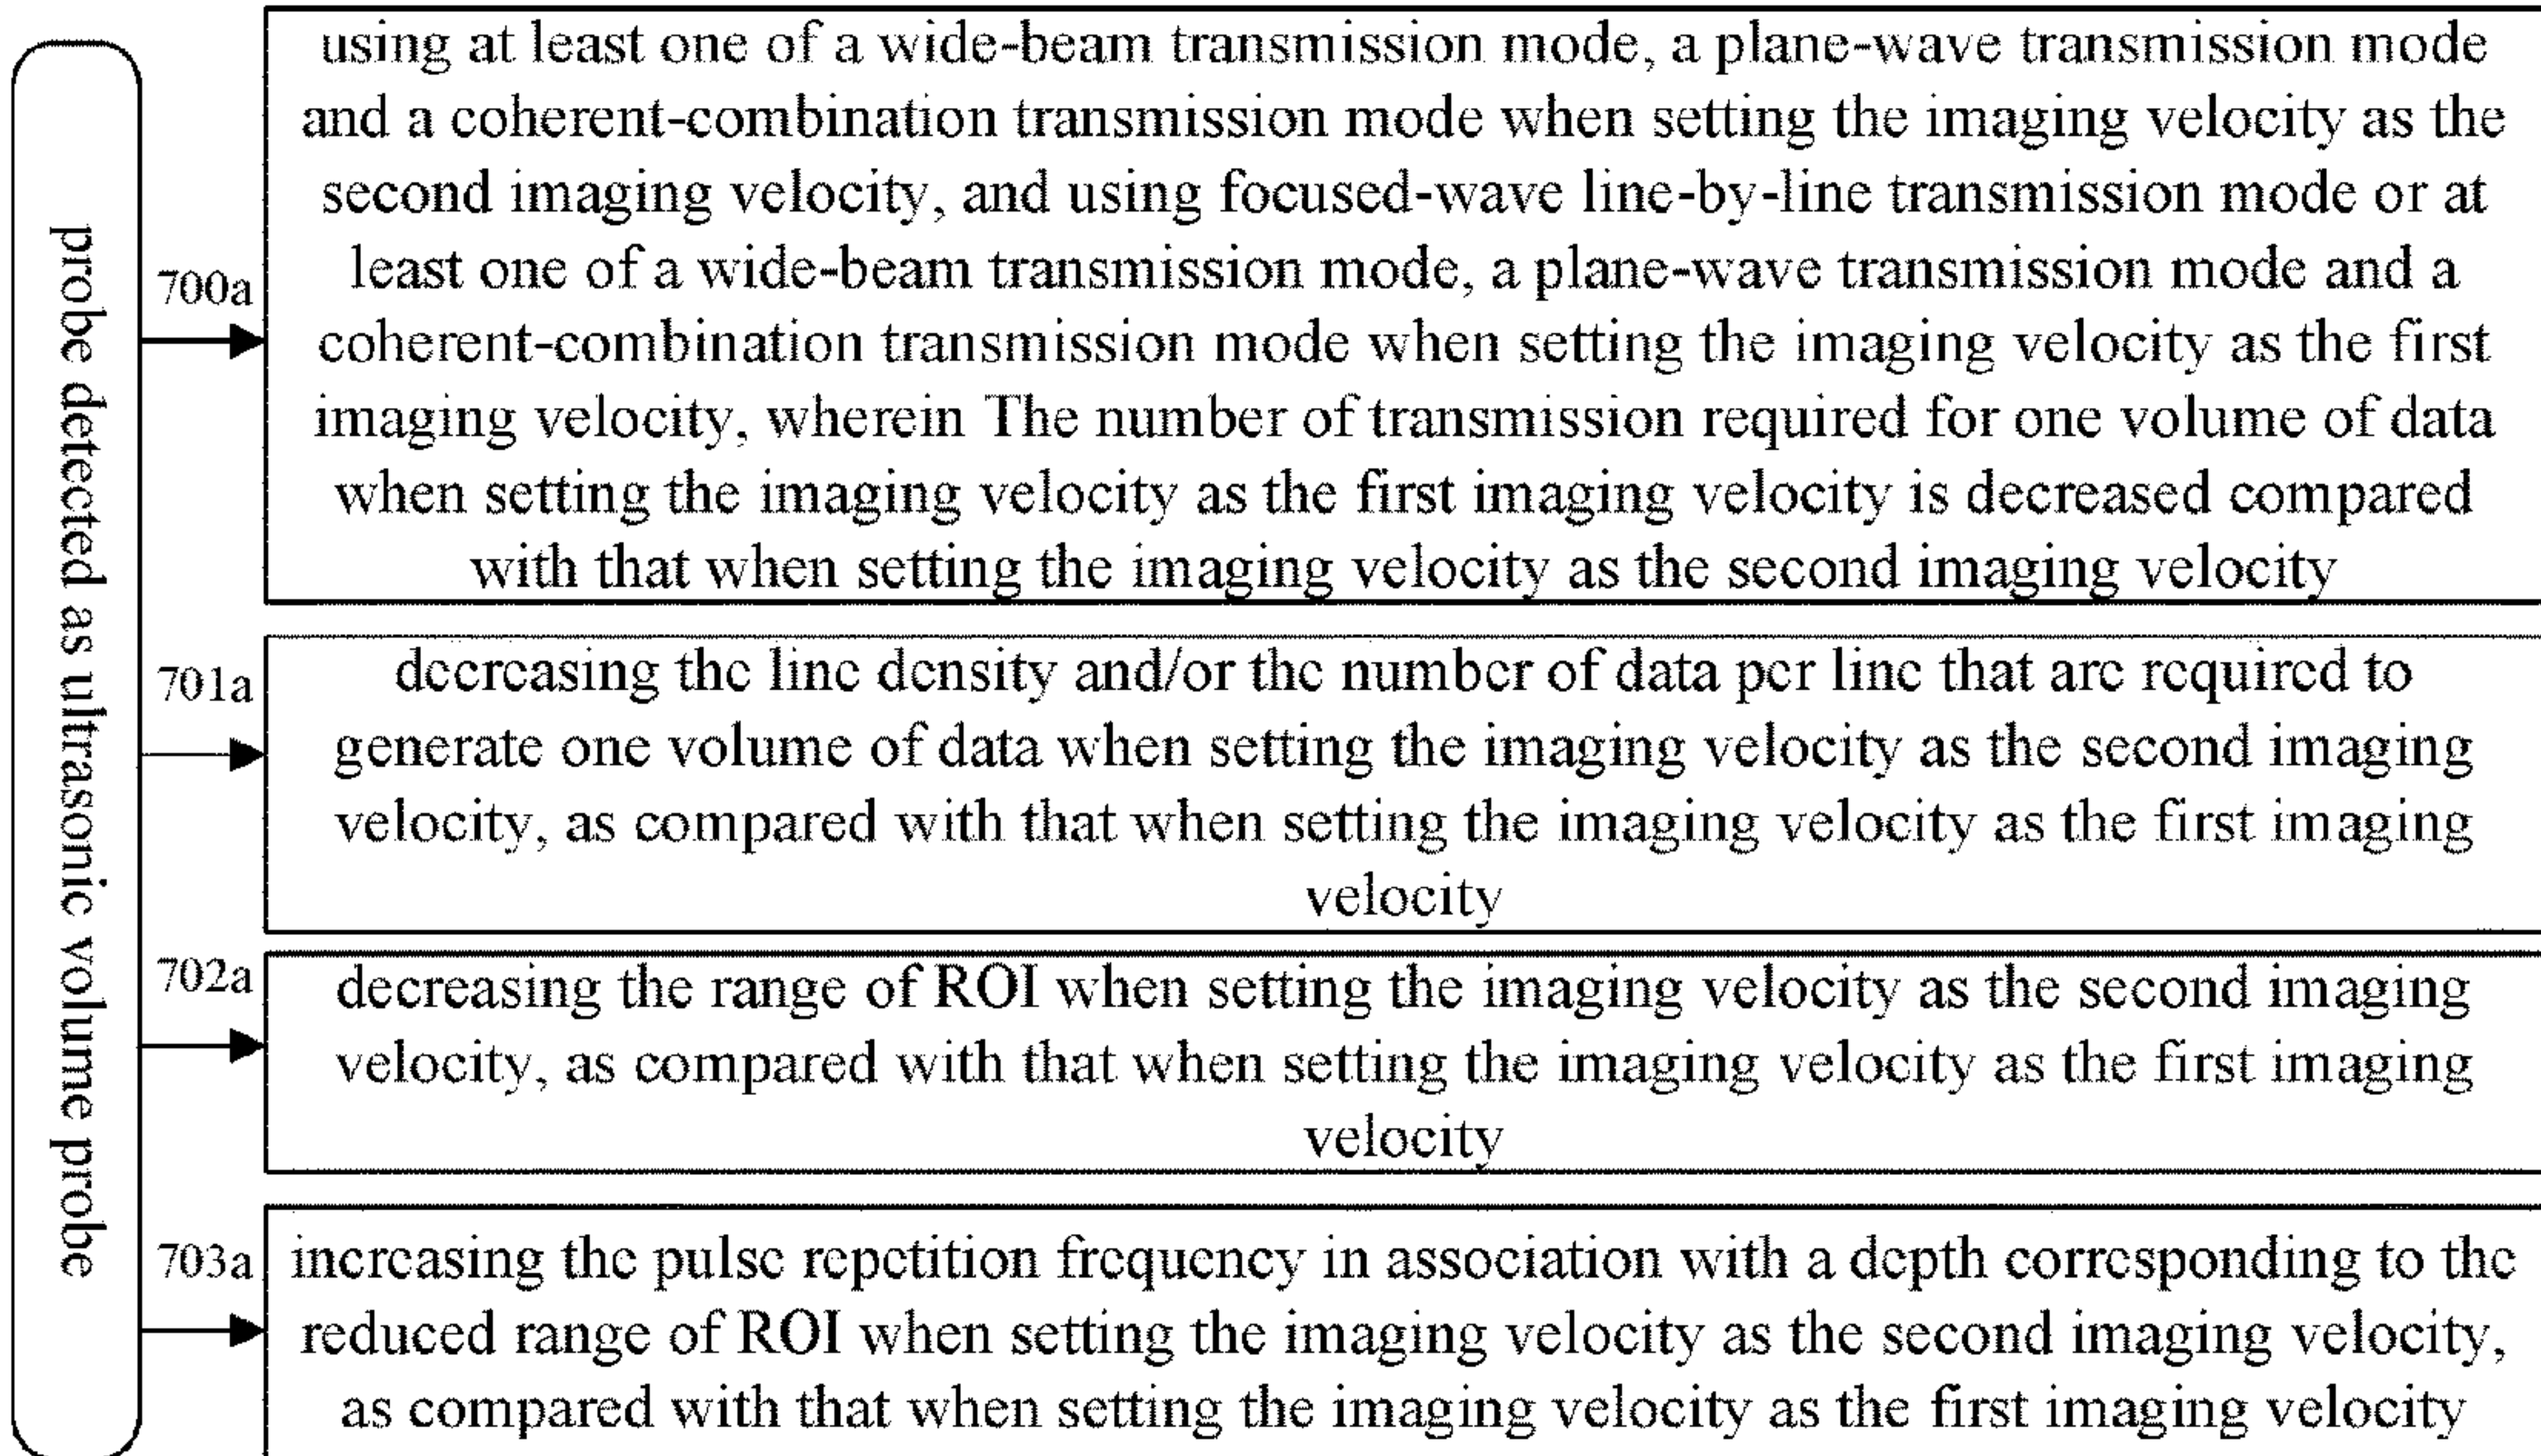 probe detected as ultrasonic volume probe
700a
using at least one of a wide-beam transmission mode, a plane-wave transmission mode
and a coherent-combination transmission mode when setting the imaging velocity as the
second imaging velocity, and using focused-wave line-by-line transmission mode or at
least one of a wide-beam transmission mode, a plane-wave transmission mode and a
coherent-combination transmission mode when setting the imaging velocity as the first
imaging velocity, wherein The number of transmission required for one volume of data
when setting the imaging velocity as the first imaging velocity is decreased compared
with that when setting the imaging velocity as the second imaging velocity
701a
decreasing the line density and/or the number of data per line that are required to
generate one volume of data when setting the imaging velocity as the second imaging
velocity, as compared with that when setting the imaging velocity as the first imaging
velocity
702a
decreasing the range of ROI when setting the imaging velocity as the second imaging
velocity, as compared with that when setting the imaging velocity as the first imaging
velocity
703a
increasing the pulse repetition frequency in association with a depth corresponding to the
reduced range of ROI when setting the imaging velocity as the second imaging velocity,
as compared with that when setting the imaging velocity as the first imaging velocity